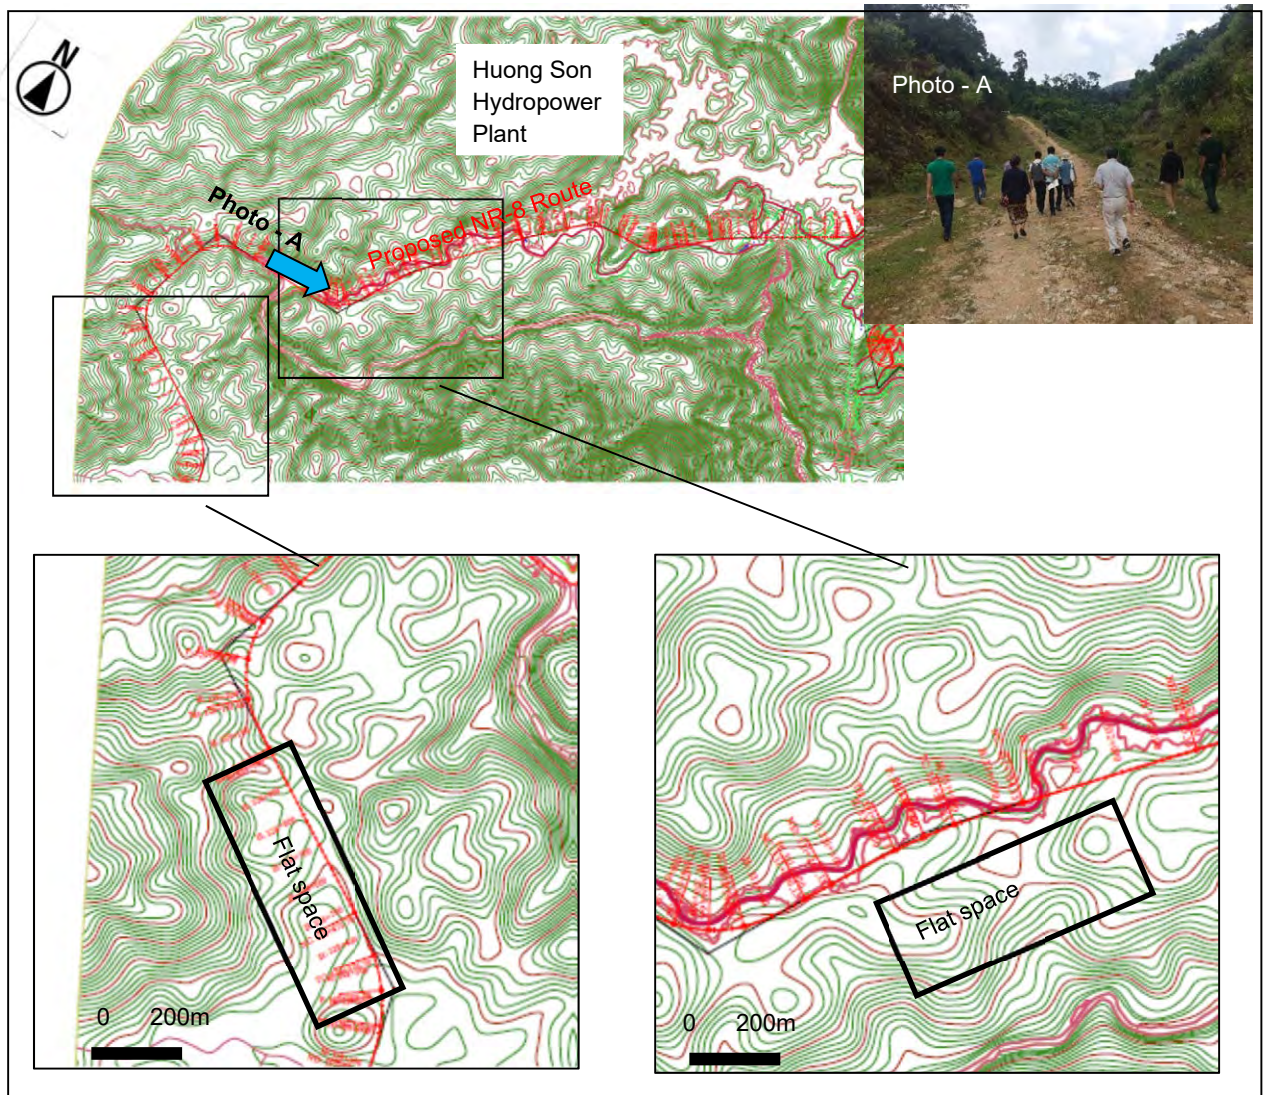 N
Huong Son
Hydropower
Plant
Photo - A
Photo - A
Proposed NR-8 Route
Flat space
0 200m
Flat space
0 200m